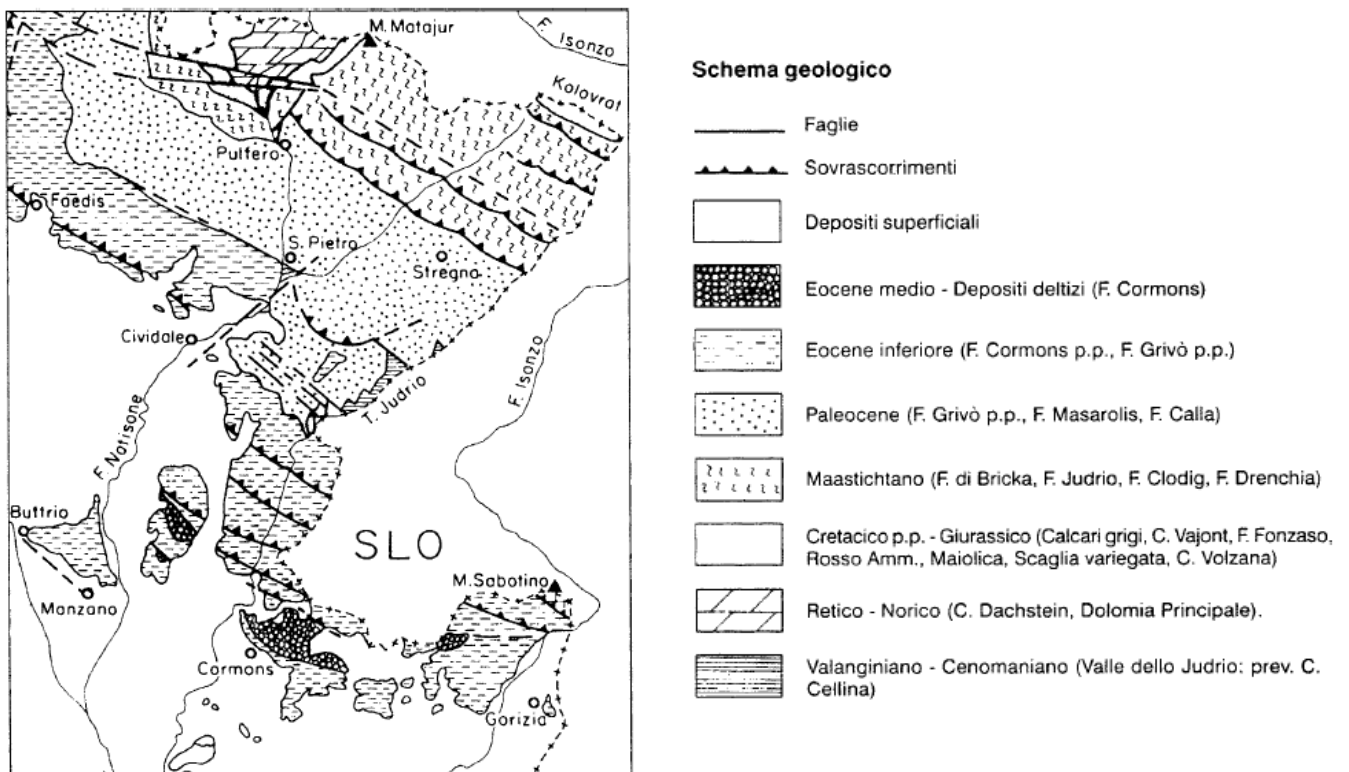 M. Matajur
F. Isonzo
Kolovrat
Pulfero
Faedis
S. Pietro
Stregna
Cividale
T. Judrio
F. Isonzo
F. Natisone
Buttrio
SLO
M. Sabotino
Manzano
Cormons
Gorizia
Schema geologico
Faglie
Sovrascorrimenti
Depositi superficiali
Eocene medio - Depositi deltizi (F. Cormons)
Eocene inferiore (F. Cormons p.p., F. Grivò p.p.)
Paleocene (F. Grivò p.p., F. Masarolis, F. Calla)
Maastichtano (F. di Bricka, F. Judrio, F. Clodig, F. Drenchia)
Cretacico p.p. - Giurassico (Calcari grigi, C. Vajont, F. Fonzaso,
Rosso Amm., Maiolica, Scaglia variegata, C. Volzana)
Retico - Norico (C. Dachstein, Dolomia Principale).
Valanginiano - Cenomaniano (Valle dello Judrio: prev. C.
Cellina)